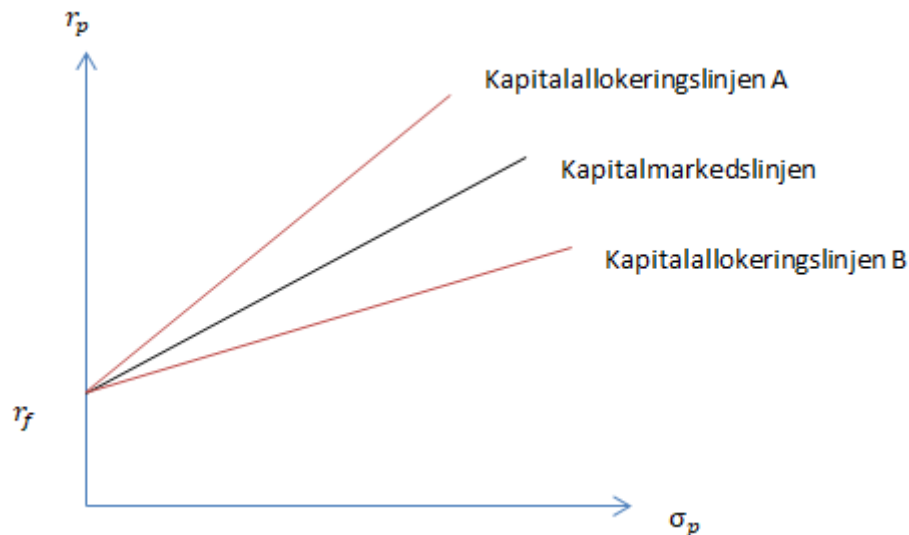 r_p
Kapitalallokeringslinjen A
Kapitalmarkedslinjen
Kapitalallokeringslinjen B
r_f
σ_p